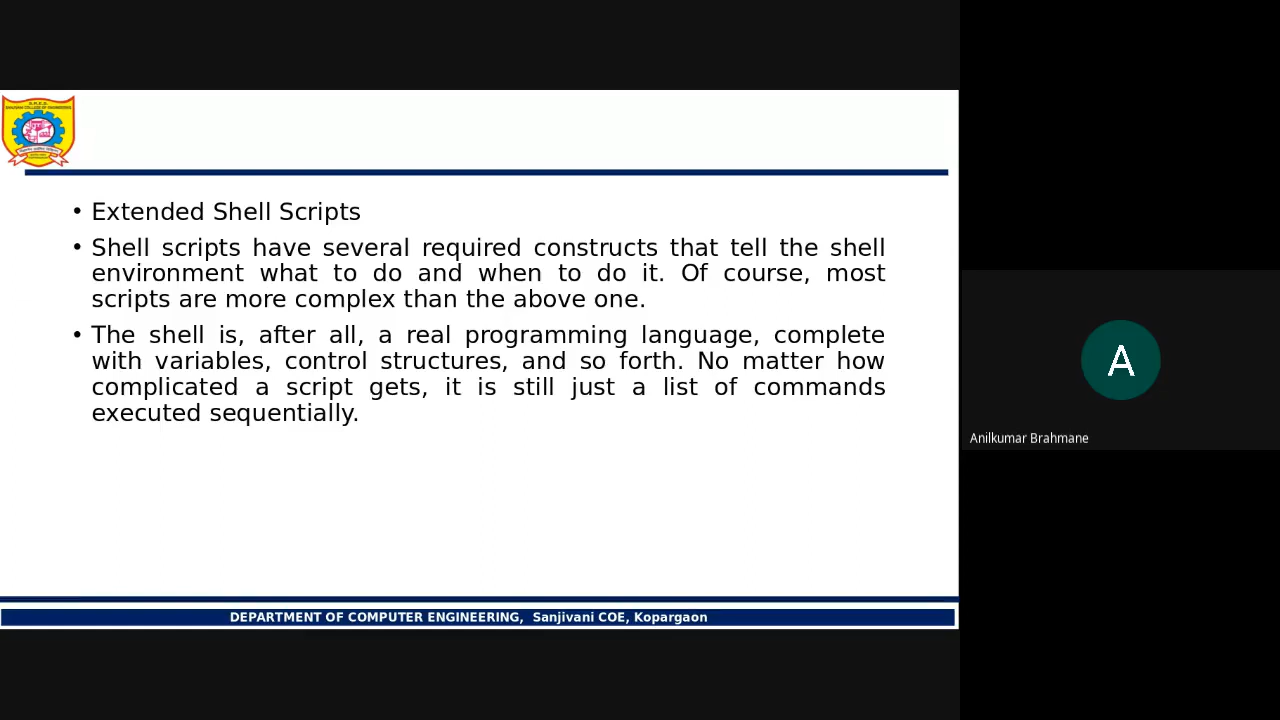 • Extended Shell Scripts
• Shell scripts have several required constructs that tell the shell
environment what to do and when to do it. Of course, most
scripts are more complex than the above one.
• The shell is, after all, a real programming language, complete
with variables, control structures, and so forth. No matter how
complicated a script gets, it is still just a list of commands
executed sequentially.
DEPARTMENT OF COMPUTER ENGINEERING, Sanjivani COE, Kopargaon
A
Anilkumar Brahmane